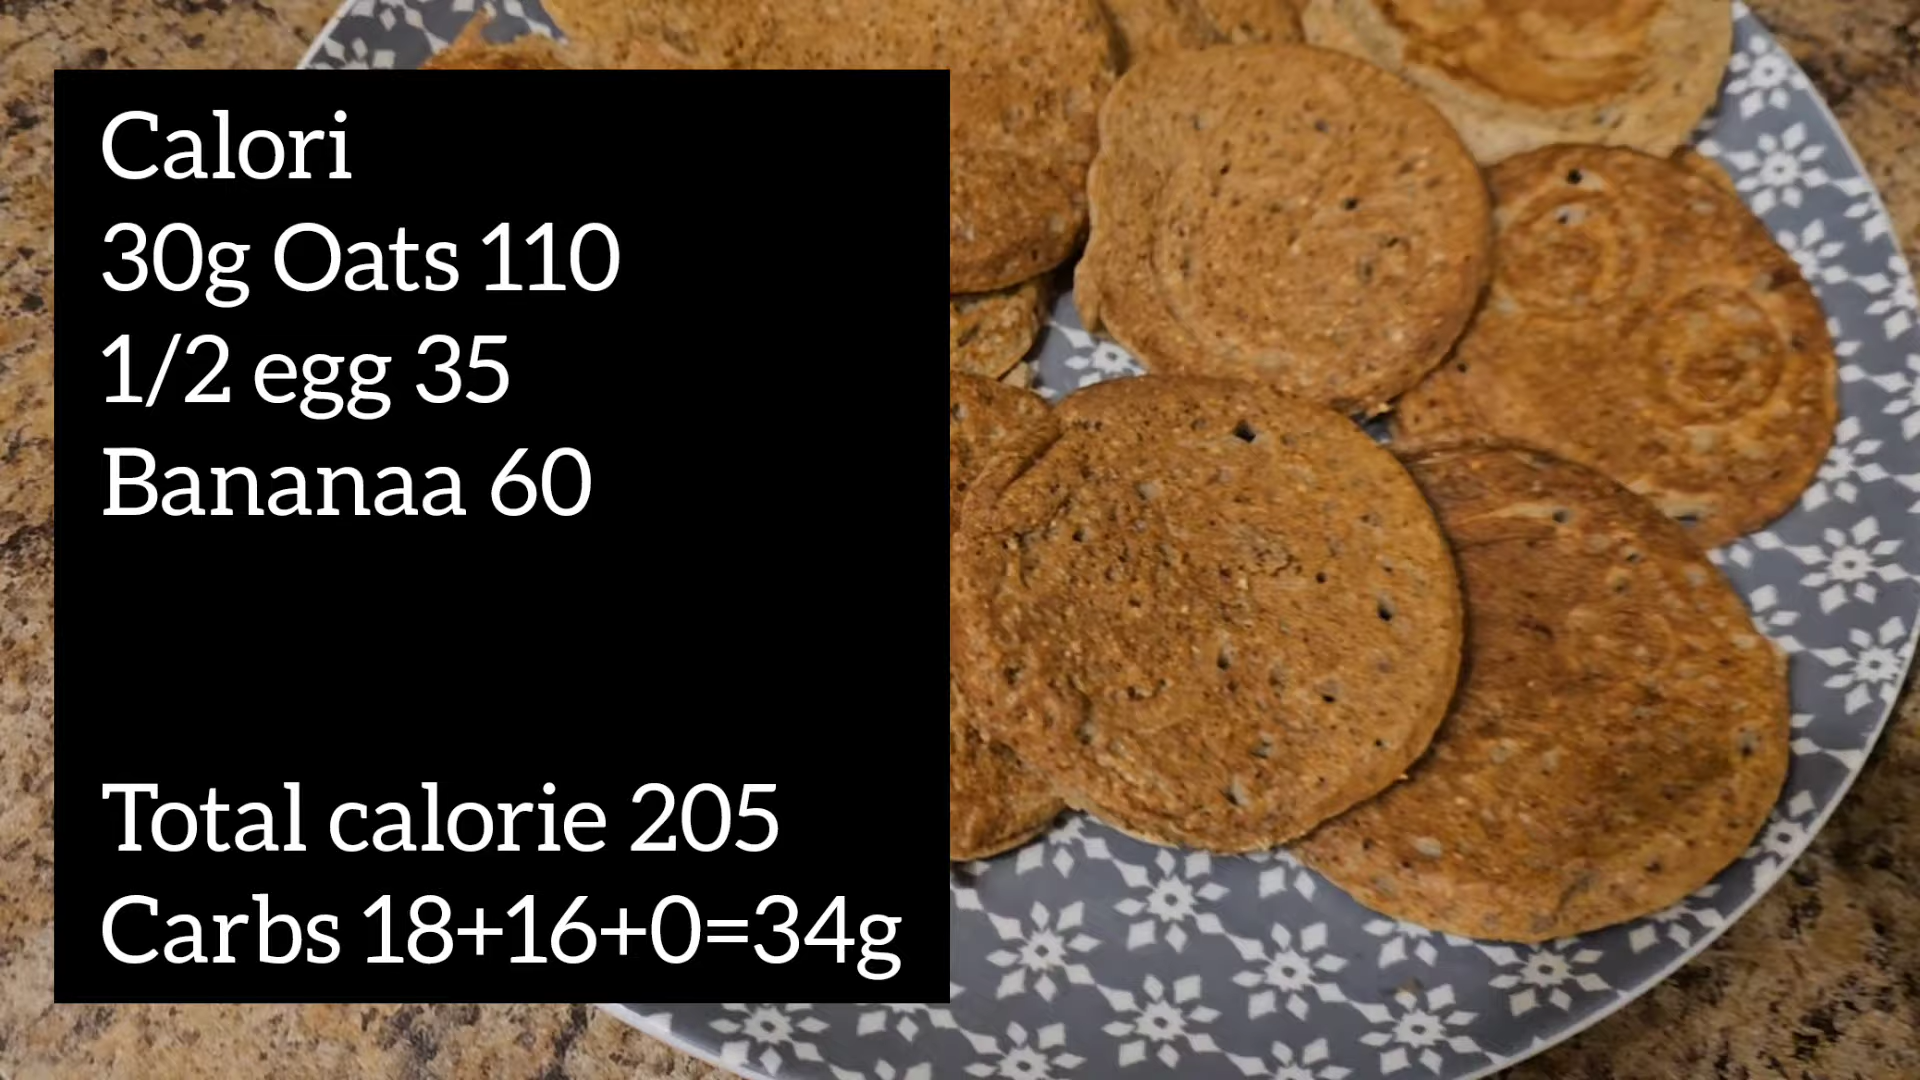 Calori
30g Oats 110
1/2 egg 35
Bananaa 60
Total calorie 205
Carbs 18+16+0=34g